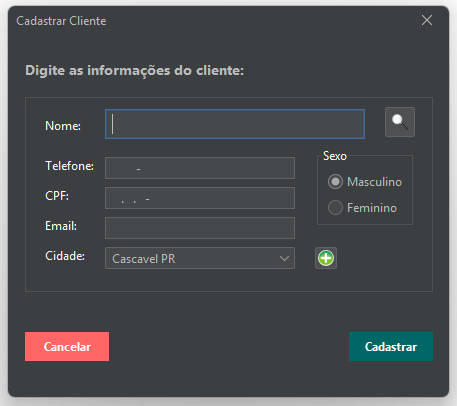 Cadastrar Cliente
Digite as informações do cliente:
Nome:
Telefone: -
Sexo
Masculino
CPF: . . -
Feminino
Email:
Cidade: Cascavel PR
Cancelar Cadastrar